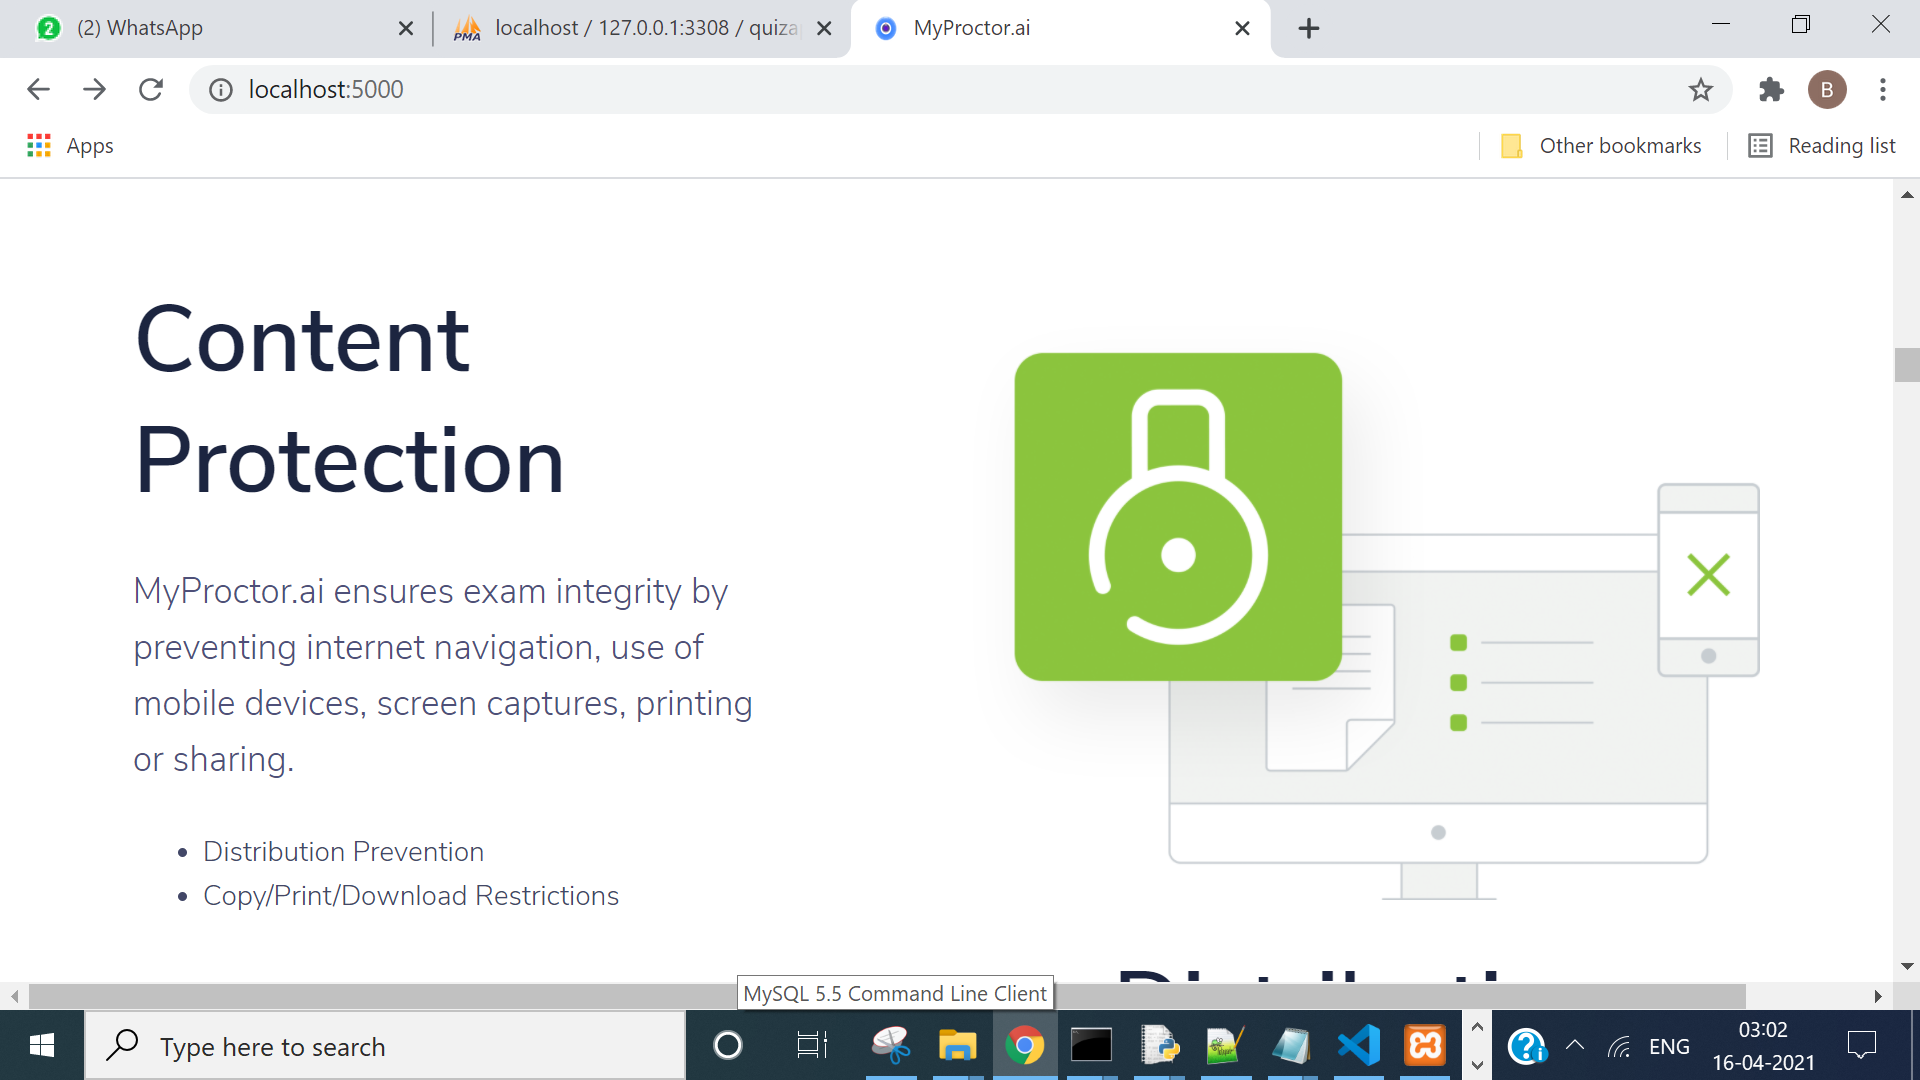 2
(2) WhatsApp
PMA
localhost / 127.0.0.1:3308 / quiza
MyProctor.ai
localhost:5000
B
Apps
Other bookmarks
Reading list
Content
Protection
MyProctor.ai ensures exam integrity by
preventing internet navigation, use of
mobile devices, screen captures, printing
or sharing.
• Distribution Prevention
• Copy/Print/Download Restrictions
MySQL 5.5 Command Line Client
Type here to search
ENG
03:02
16-04-2021